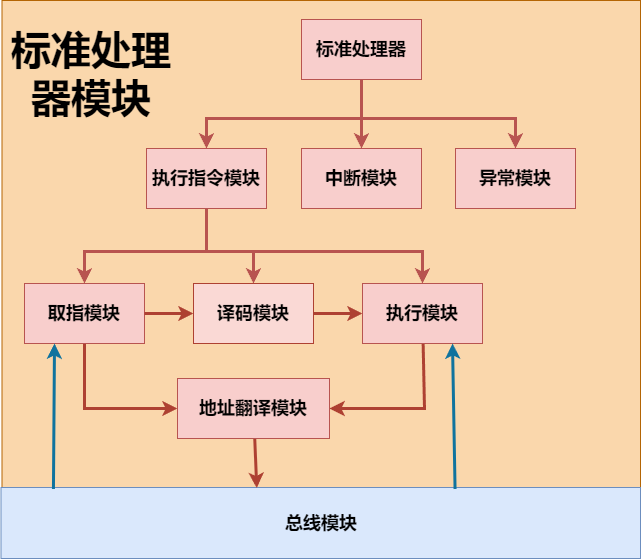 标准处理
器模块
标准处理器
执行指令模块
中断模块
异常模块
取指模块
译码模块
执行模块
地址翻译模块
总线模块